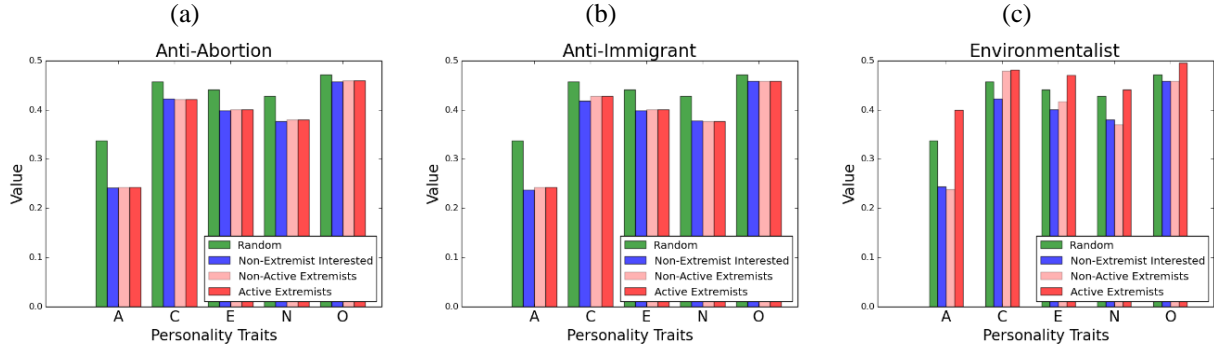 (a)
Anti-Abortion
0.5
0.4
0.3
0.2
0.1
0.0
Value
Random
Non-Extremist Interested
Non-Active Extremists
Active Extremists
A C E N O
Personality Traits
(b)
Anti-Immigrant
0.5
0.4
0.3
0.2
0.1
0.0
Value
Random
Non-Extremist Interested
Non-Active Extremists
Active Extremists
A C E N O
Personality Traits
(c)
Environmentalist
0.5
0.4
0.3
0.2
0.1
0.0
Value
Random
Non-Extremist Interested
Non-Active Extremists
Active Extremists
A C E N O
Personality Traits